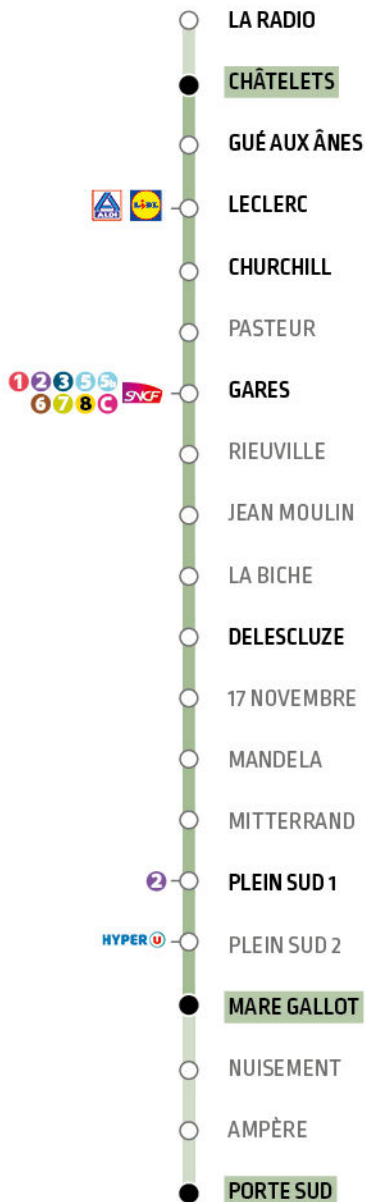 LA RADIO
CHÂTELETS
GUÉ AUX ÂNES
ALDI LIDL LECLERC
CHURCHILL
PASTEUR
1 2 3 5 5b
6 7 8 C SNCF GARES
RIEUVILLE
JEAN MOULIN
LA BICHE
DELESCLUZE
17 NOVEMBRE
MANDELA
MITTERRAND
2 PLEIN SUD 1
HYPER U PLEIN SUD 2
MARE GALLOT
NUISEMENT
AMPÈRE
PORTE SUD